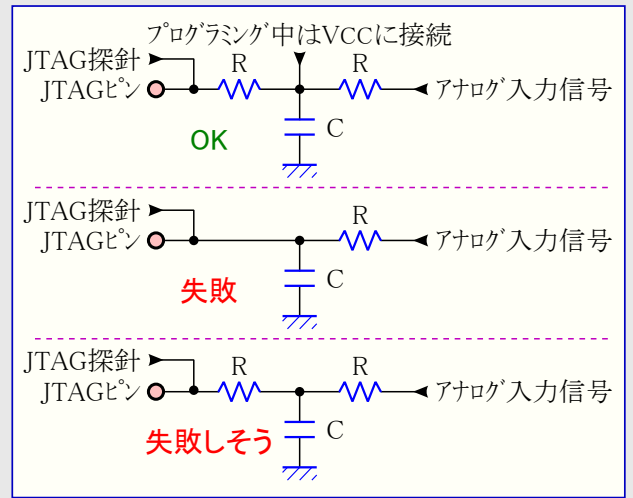 プログラミング中はVCCに接続
JTAG探針
R
R
JTAGピン
アナログ入力信号
C
OK
JTAG探針
R
JTAGピン
アナログ入力信号
C
失敗
JTAG探針
R
R
JTAGピン
アナログ入力信号
C
失敗しそう